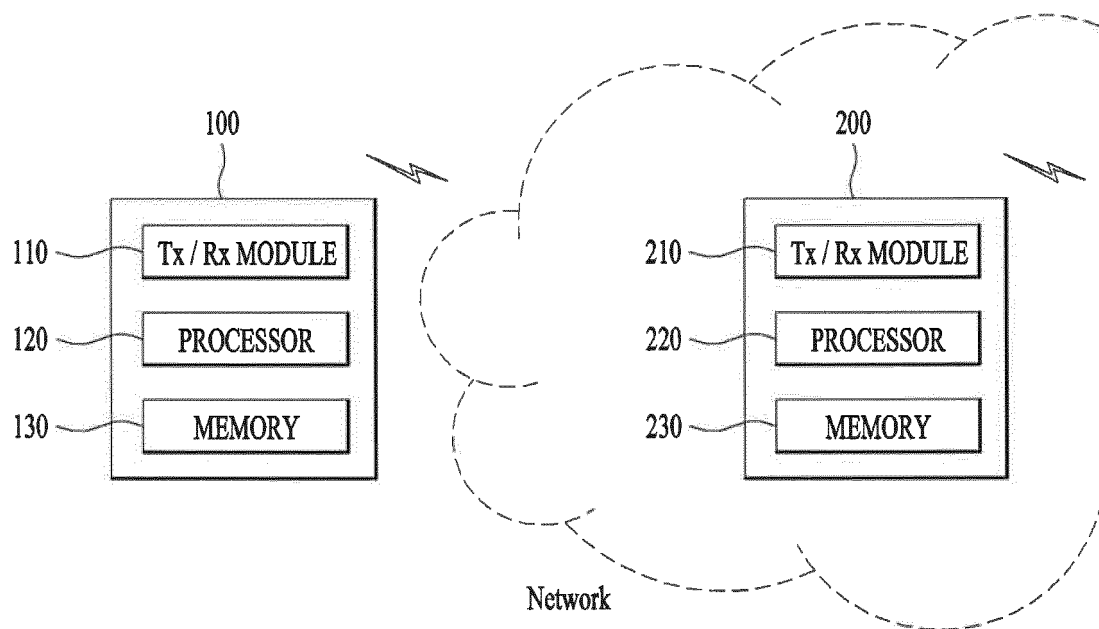 100
200
110 Tx / Rx MODULE
210 Tx / Rx MODULE
120 PROCESSOR
220 PROCESSOR
130 MEMORY
230 MEMORY
Network